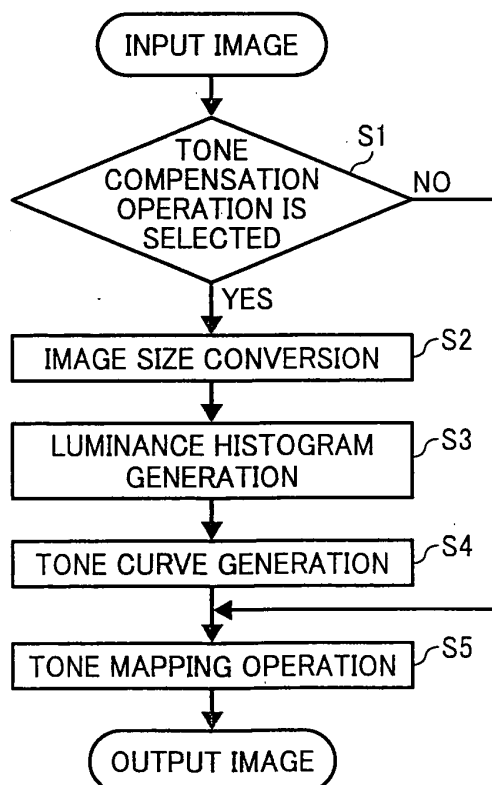 INPUT IMAGE
S1
TONE
COMPENSATION
OPERATION IS
SELECTED
NO
YES
S2
IMAGE SIZE CONVERSION
S3
LUMINANCE HISTOGRAM
GENERATION
S4
TONE CURVE GENERATION
S5
TONE MAPPING OPERATION
OUTPUT IMAGE